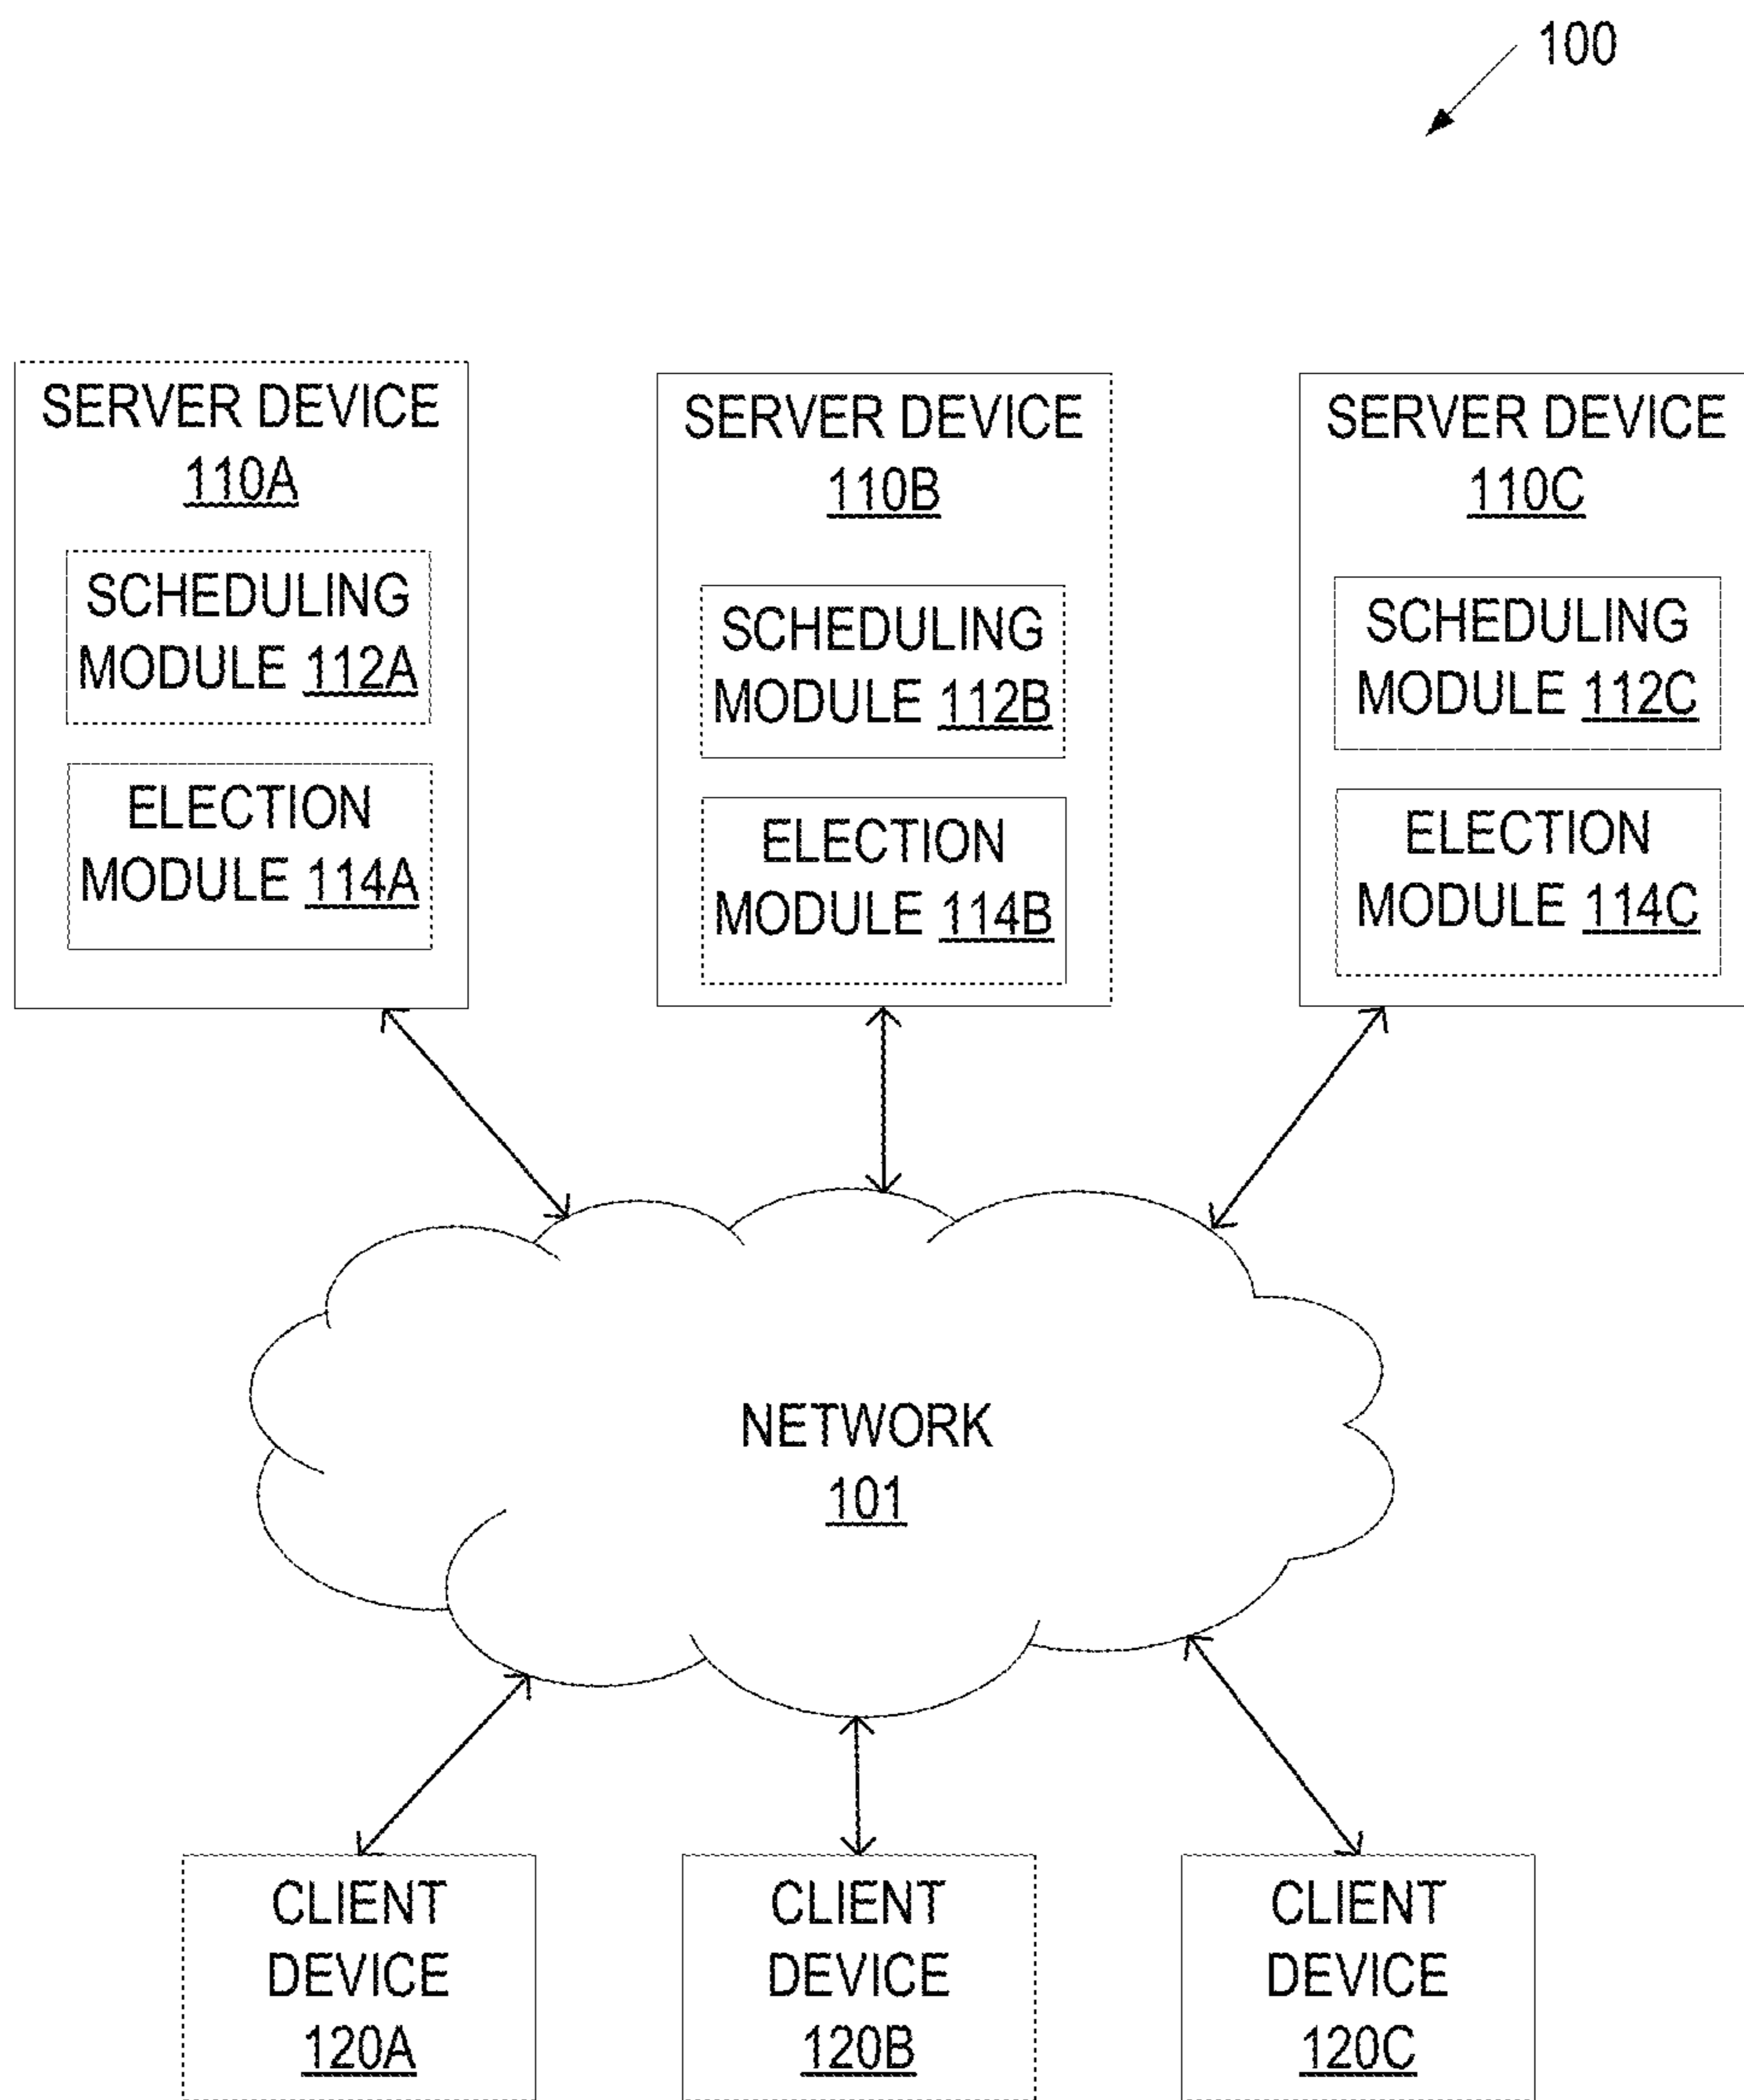 100
SERVER DEVICE
110A
SCHEDULING
MODULE 112A
ELECTION
MODULE 114A
SERVER DEVICE
110B
SCHEDULING
MODULE 112B
ELECTION
MODULE 114B
SERVER DEVICE
110C
SCHEDULING
MODULE 112C
ELECTION
MODULE 114C
NETWORK
101
CLIENT
DEVICE
120A
CLIENT
DEVICE
120B
CLIENT
DEVICE
120C